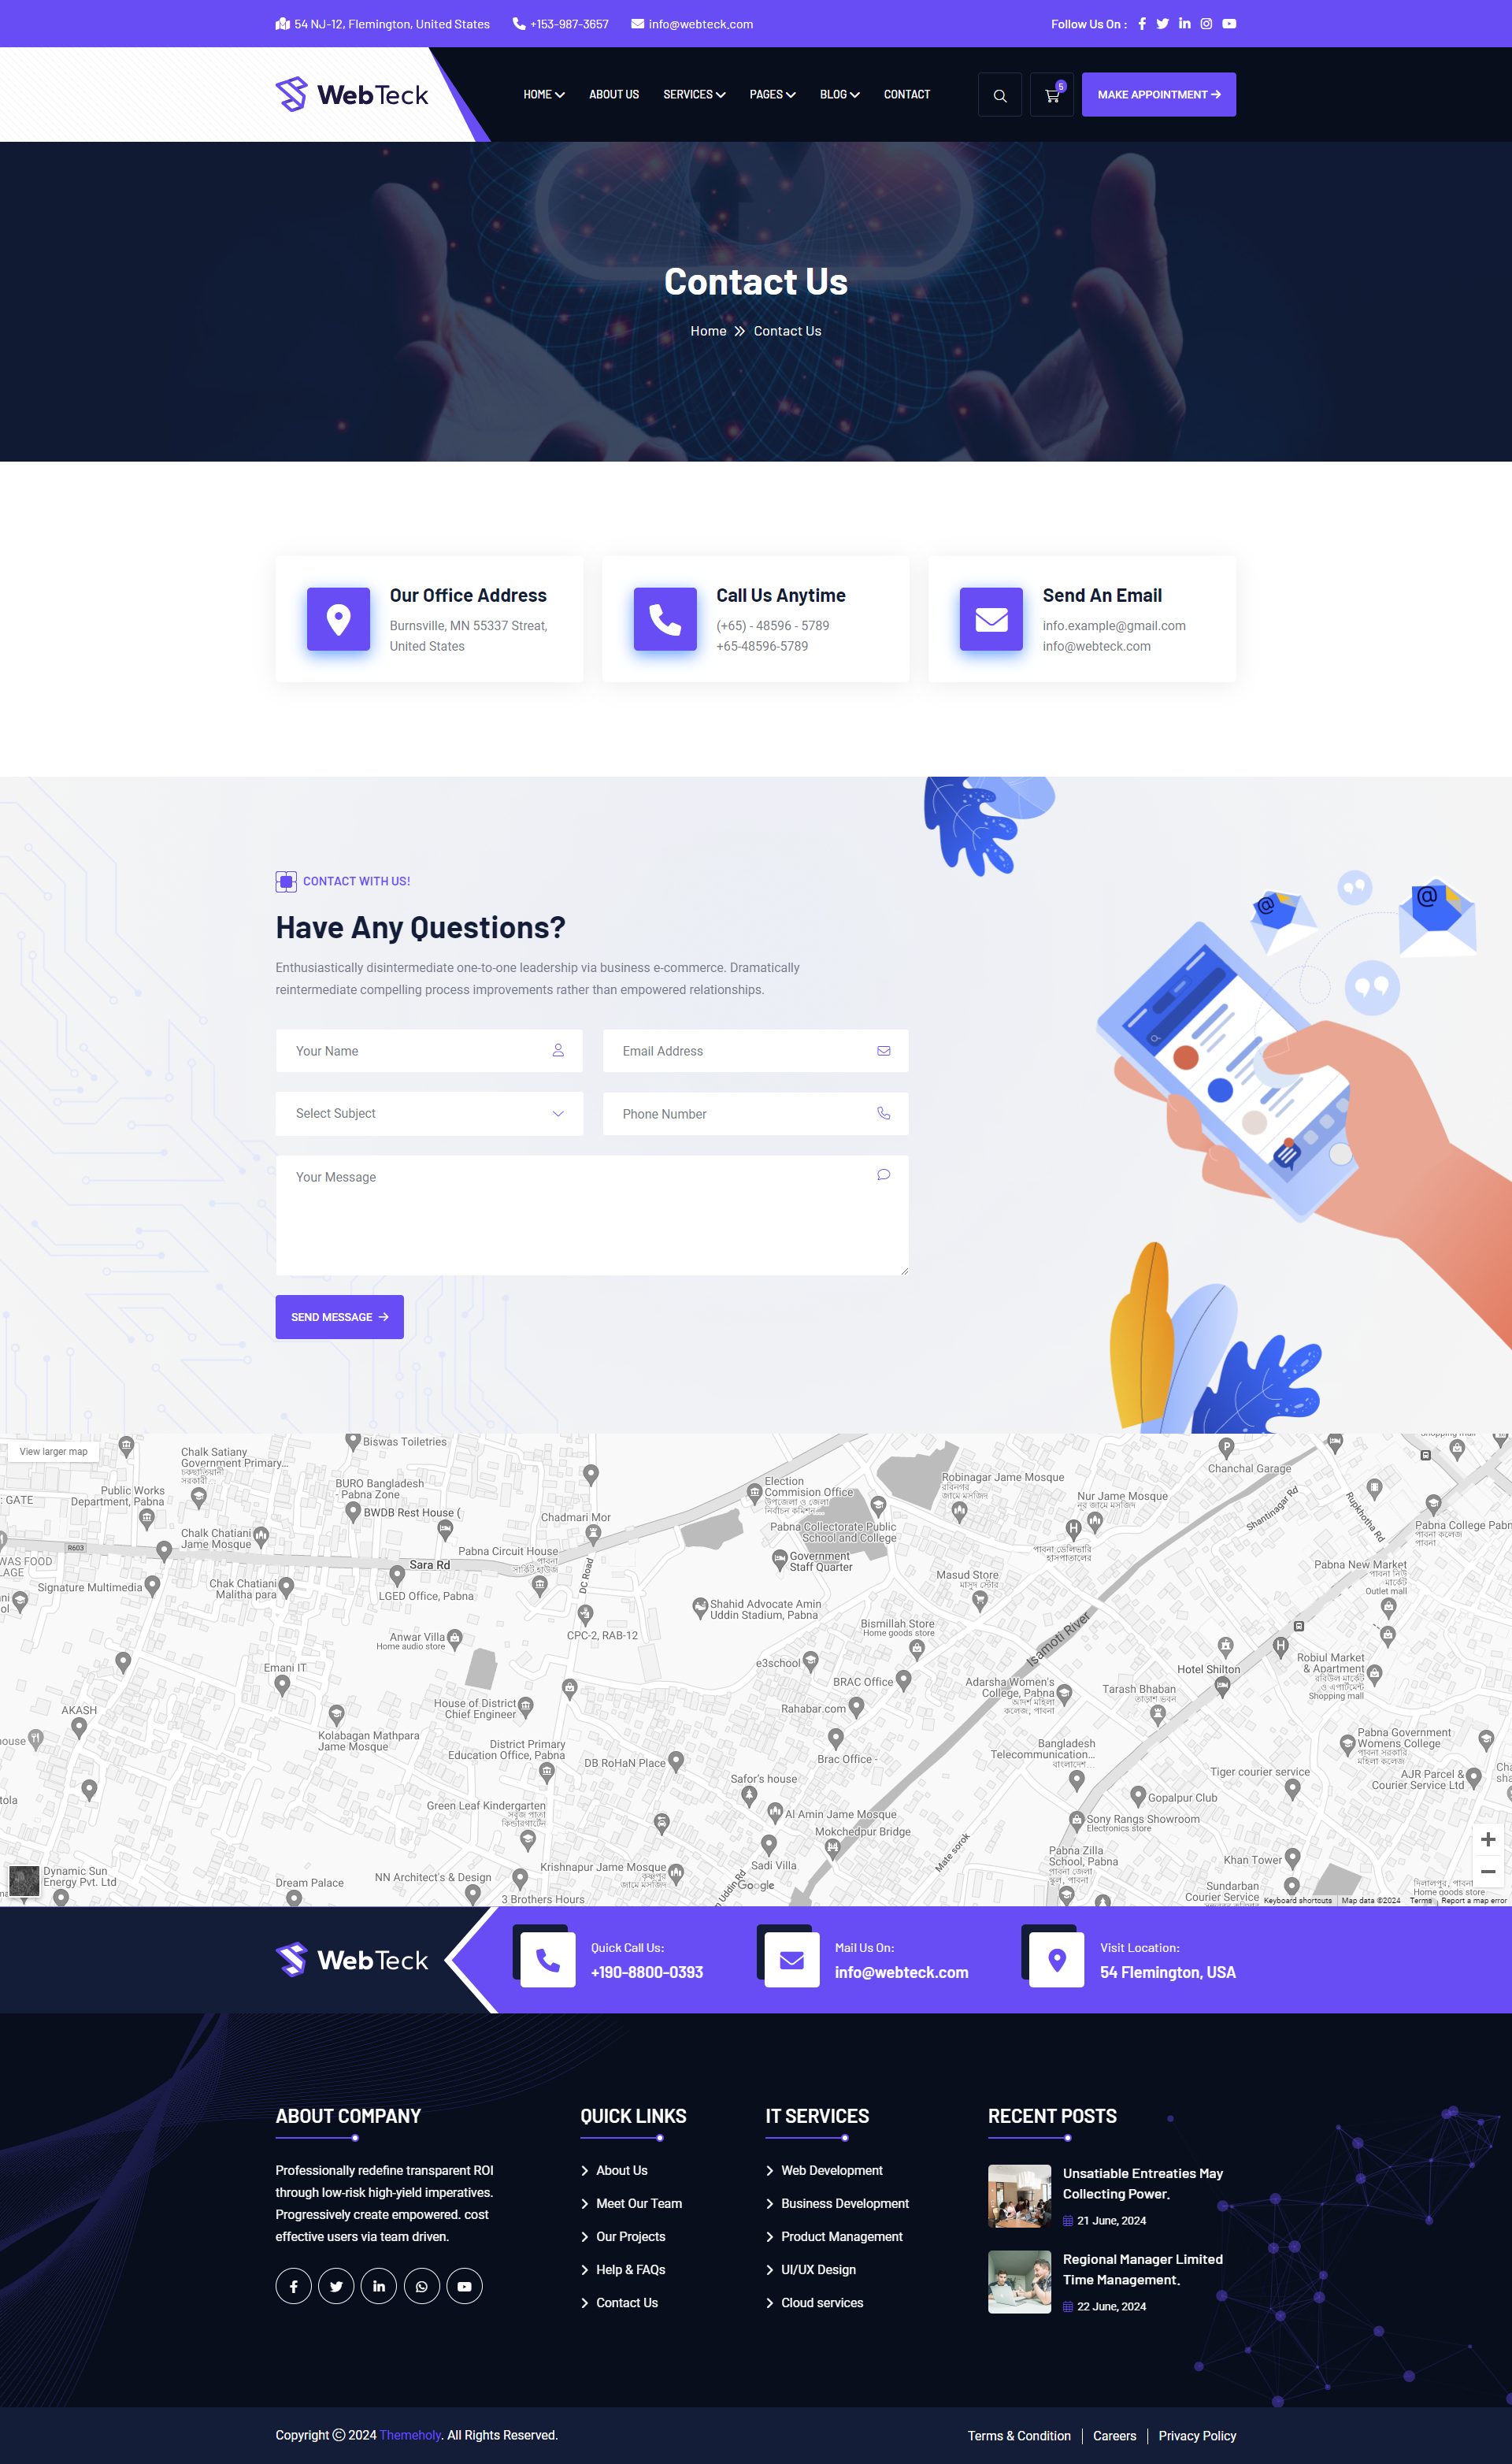 54 NJ-12, Flemington, United States
+153-987-3657
info@webteck.com
Follow Us On :
WebTeck
HOME
ABOUT US
SERVICES
PAGES
BLOG
CONTACT
5
MAKE APPOINTMENT
Contact Us
Home
Contact Us
Our Office Address
Burnsville, MN 55337 Streat,
United States
Call Us Anytime
(+65) - 48596 - 5789
+65-48596-5789
Send An Email
info.example@gmail.com
info@webteck.com
CONTACT WITH US!
Have Any Questions?
Enthusiastically disintermediate one-to-one leadership via business e-commerce. Dramatically
reintermediate compelling process improvements rather than empowered relationships.
Your Name
Email Address
Select Subject
Phone Number
Your Message
SEND MESSAGE
View larger map
Biswas Toiletries
Chalk Satiany
Government Primary...
Public Works
Department, Pabna
BURO Bangladesh
- Pabna Zone
BWDB Rest House (
Chalk Chatiani
Jame Mosque
Chadmari Mor
Election
Commision Office
Pabna Collectorate Public
School and College
Government
Staff Quarter
Robinagar Jame Mosque
Nur Jame Mosque
Chanchal Garage
Shantinagar Rd
Rupkhotha Rd
R603
Sara Rd
Pabna Circuit House
DC Road
Signature Multimedia
Chak Chatiani
Malitha para
LGED Office, Pabna
Masud Store
Pabna New Market
Outlet mall
Shahid Advocate Amin
Uddin Stadium, Pabna
CPC-2, RAB-12
Anwar Villa
Home audio store
Bismillah Store
Home goods store
Isamoti River
e3school
BRAC Office
Emani IT
Hotel Shilton
Robiul Market
& Apartment
Shopping mall
Adarsha Women's
College, Pabna
Tarash Bhaban
House of District
Chief Engineer
Rahabar.com
AKASH
Kolabagan Mathpara
Jame Mosque
District Primary
Education Office, Pabna
DB RoHaN Place
Brac Office -
Bangladesh
Telecommunication...
Pabna Government
Womens College
Tiger courier service
AJR Parcel &
Courier Service Ltd
Safor's house
Gopalpur Club
Green Leaf Kindergarten
Al Amin Jame Mosque
Sony Rangs Showroom
Electronics store
Mokchedpur Bridge
Mate sorok
Pabna Zilla
School, Pabna
Khan Tower
Krishnapur Jame Mosque
Sadi Villa
Dynamic Sun
Energy Pvt. Ltd
Dream Palace
NN Architect's & Design
3 Brothers Hours
Google
Sundarban
Courier Service
Home goods store
Keyboard shortcuts
Map data ©2024
Terms
Report a map error
WebTeck
Quick Call Us:
+190-8800-0393
Mail Us On:
info@webteck.com
Visit Location:
54 Flemington, USA
ABOUT COMPANY
Professionally redefine transparent ROI
through low-risk high-yield imperatives.
Progressively create empowered. cost
effective users via team driven.
QUICK LINKS
About Us
Meet Our Team
Our Projects
Help & FAQs
Contact Us
IT SERVICES
Web Development
Business Development
Product Management
UI/UX Design
Cloud services
RECENT POSTS
Unsatiable Entreaties May
Collecting Power.
21 June, 2024
Regional Manager Limited
Time Management.
22 June, 2024
Copyright © 2024 Themeholy. All Rights Reserved.
Terms & Condition
Careers
Privacy Policy